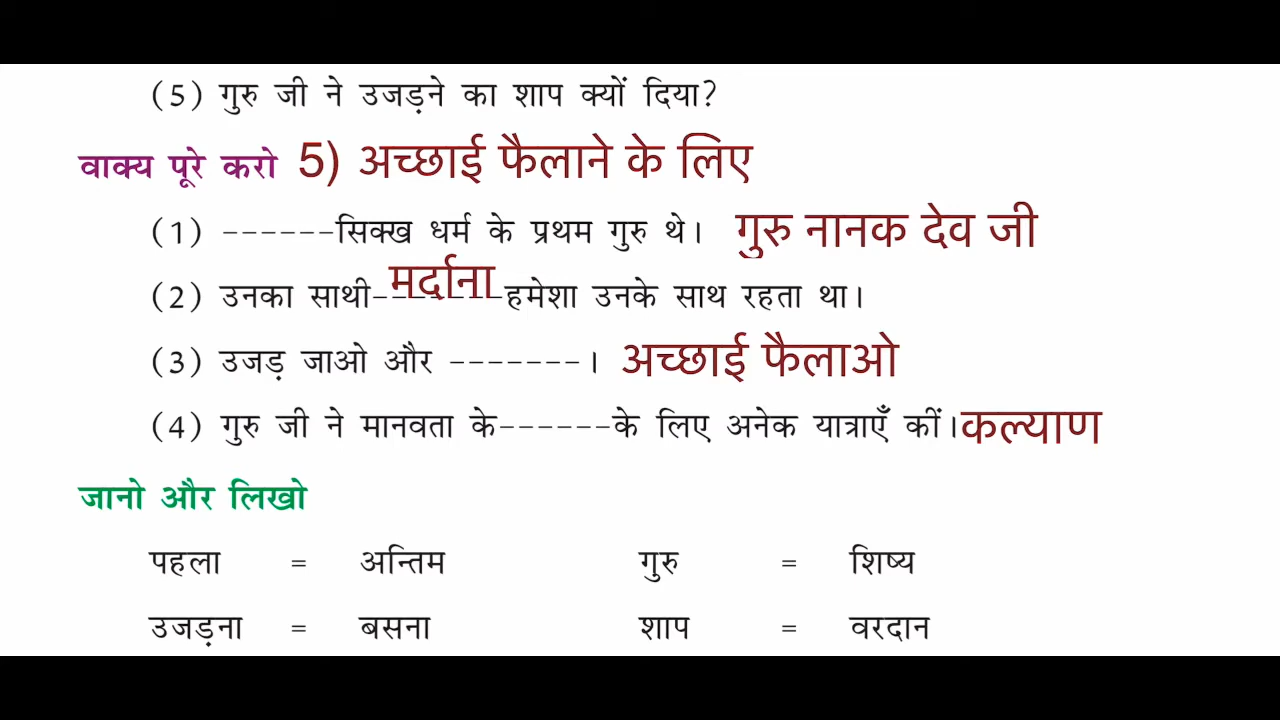 (5) गुरु जी ने उजड़ने का शाप क्यों दिया?
वाक्य पूरे करो 5) अच्छाई फैलाने के लिए
(1) ------सिक्ख धर्म के प्रथम गुरु थे। गुरु नानक देव जी
(2) उनका साथी-------हमेशा उनके साथ रहता था। मर्दाना
(3) उजड़ जाओ और -------। अच्छाई फैलाओ
(4) गुरु जी ने मानवता के------के लिए अनेक यात्राएँ कीं। कल्याण
जानो और लिखो
पहला = अन्तिम गुरु = शिष्य
उजड़ना = बसना शाप = वरदान